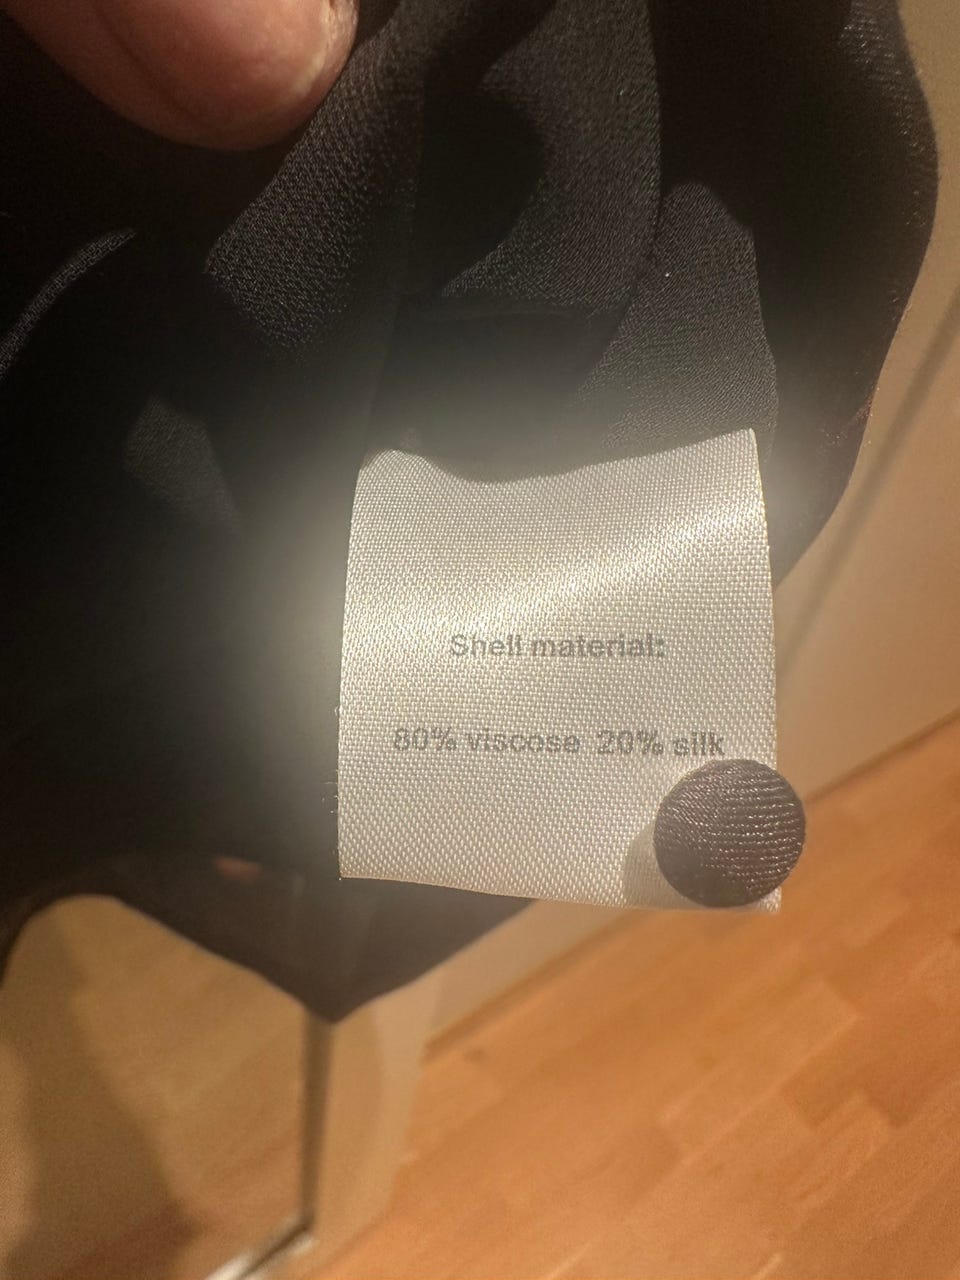 Shell material:
80% viscose 20% silk